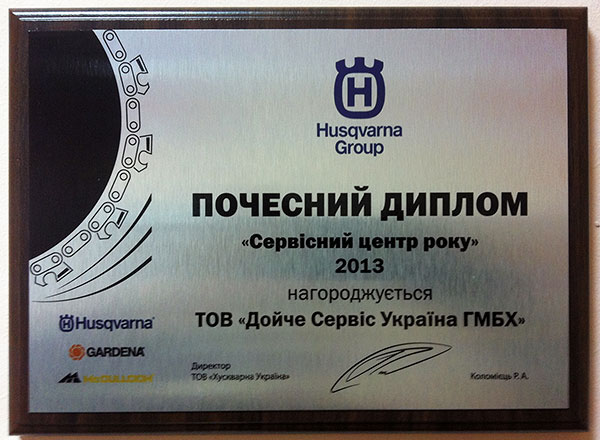 Husqvarna
Group
ПОЧЕСНИЙ ДИПЛОМ
«Сервісний центр року»
2013
нагороджується
ТОВ «Дойче Сервіс Україна ГМБХ»
Husqvarna
GARDENA
McCULLOCH
Директор
ТОВ «Хускварна Україна»
Коломієць Р.А.